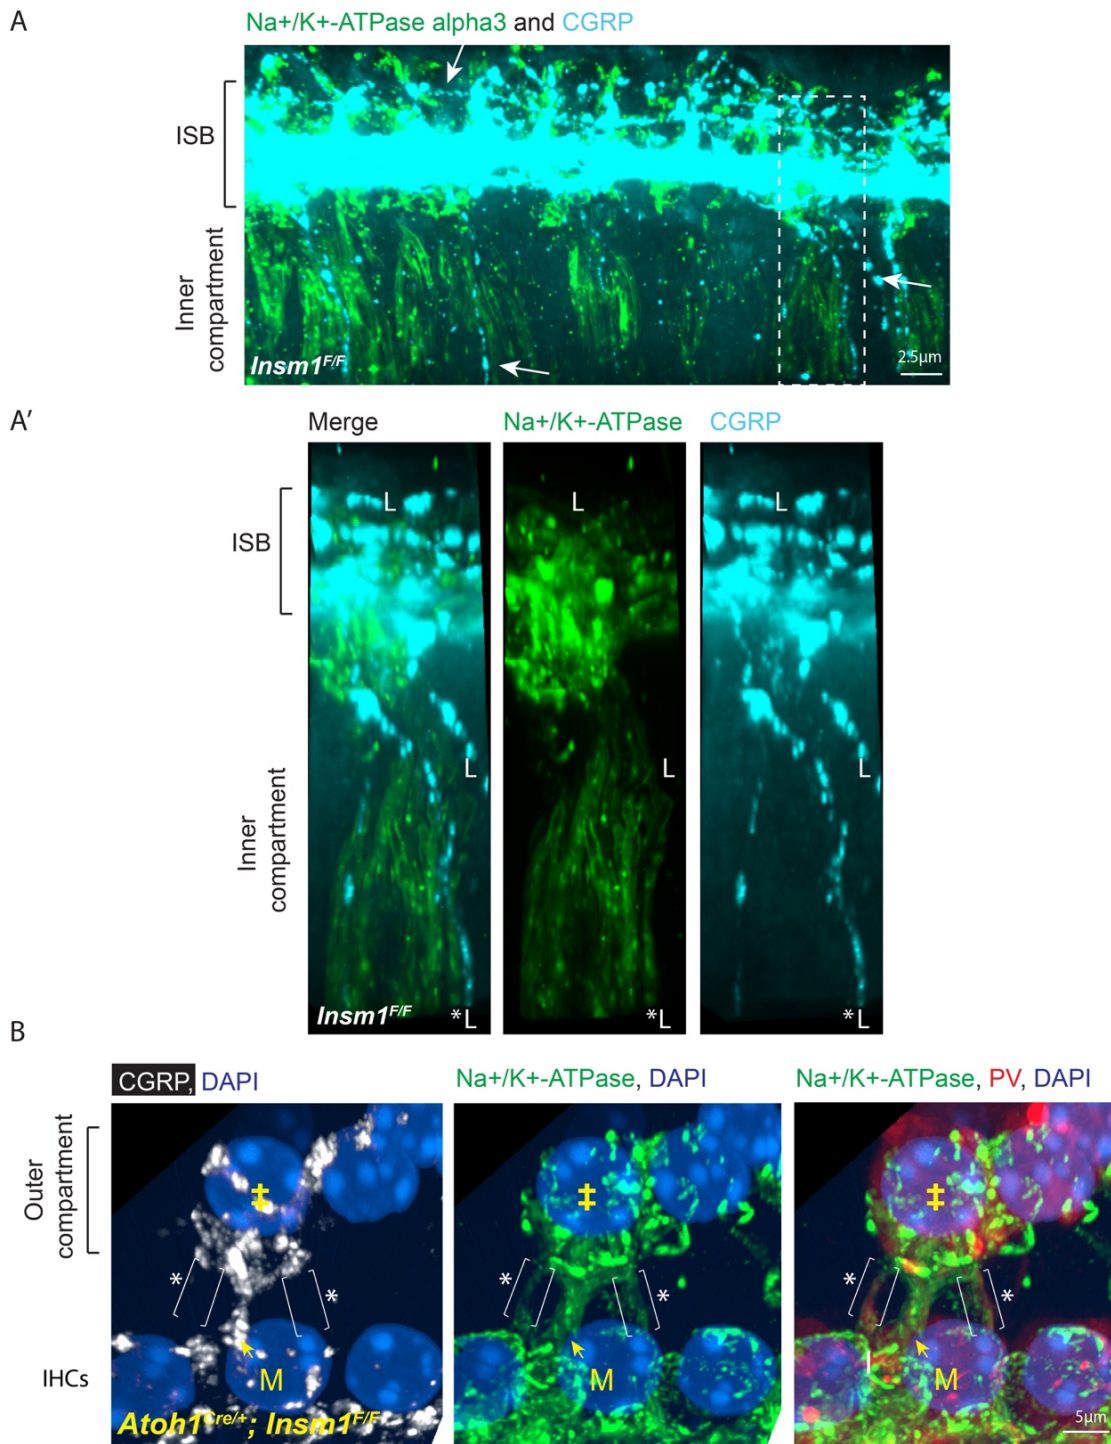 A
Na+/K+-ATPase alpha3 and CGRP
ISB
Inner
compartment
Insm1F/F
2.5µm
A′
Merge
Na+/K+-ATPase
CGRP
L
L
L
ISB
L
L
L
Inner
compartment
Insm1F/F
*L
*L
*L
B
CGRP, DAPI
Na+/K+-ATPase, DAPI
Na+/K+-ATPase, PV, DAPI
Outer
compartment
‡
‡
‡
*
*
*
*
*
*
IHCs
M
M
M
I
Atoh1Cre/+; Insm1F/F
5µm